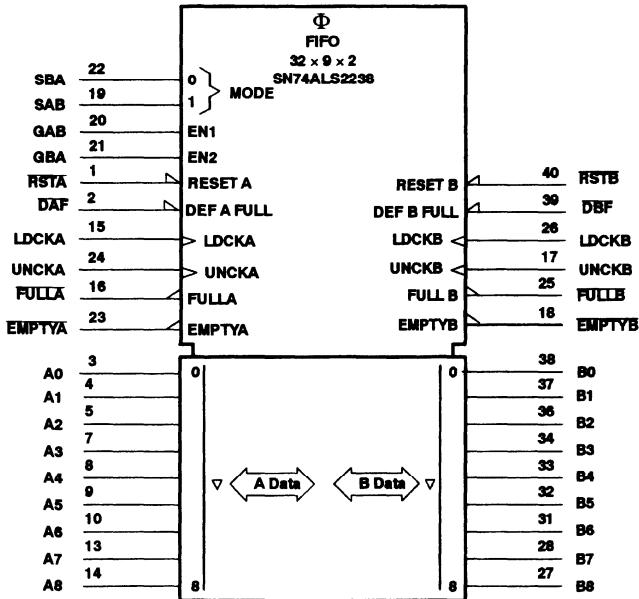 Φ
FIFO
32 × 9 × 2
SN74ALS2238
SBA 22 0
SAB 19 1 MODE
GAB 20 EN1
GBA 21 EN2
RSTA 1 RESET A RESET B 40 RSTB
DAF 2 DEF A FULL DEF B FULL 39 DBF
LDCKA 15 LDCKA LDCKB 26 LDCKB
UNCKA 24 UNCKA UNCKB 17 UNCKB
FULLA 16 FULLA FULL B 25 FULLB
EMPTYA 23 EMPTYA EMPTYB 18 EMPTYB
A0 3 0 0 38 B0
A1 4 37 B1
A2 5 36 B2
A3 7 34 B3
A4 8 A Data B Data 33 B4
A5 9 32 B5
A6 10 31 B6
A7 13 28 B7
A8 14 8 8 27 B8